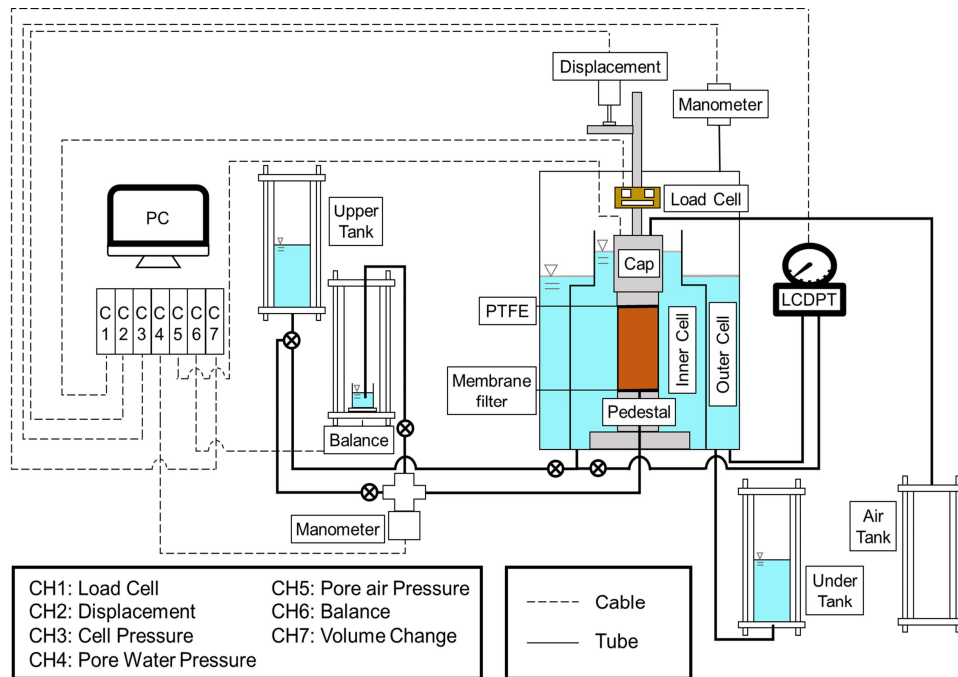 Displacement
Manometer
PC
Upper
Tank
Load Cell
Cap
LCDPT
C
1
C
2
C
3
C
4
C
5
C
6
C
7
PTFE
Inner Cell
Outer Cell
Membrane
filter
Pedestal
Balance
Manometer
Air
Tank
Under
Tank
CH1: Load Cell
CH2: Displacement
CH3: Cell Pressure
CH4: Pore Water Pressure
CH5: Pore air Pressure
CH6: Balance
CH7: Volume Change
Cable
Tube